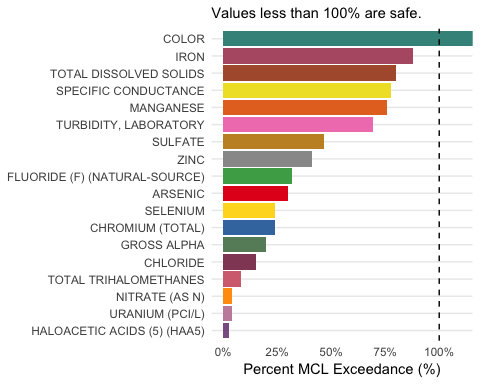 Values less than 100% are safe.
COLOR
IRON
TOTAL DISSOLVED SOLIDS
SPECIFIC CONDUCTANCE
MANGANESE
TURBIDITY, LABORATORY
SULFATE
ZINC
FLUORIDE (F) (NATURAL-SOURCE)
ARSENIC
SELENIUM
CHROMIUM (TOTAL)
GROSS ALPHA
CHLORIDE
TOTAL TRIHALOMETHANES
NITRATE (AS N)
URANIUM (PCI/L)
HALOACETIC ACIDS (5) (HAA5)
0% 25% 50% 75% 100%
Percent MCL Exceedance (%)